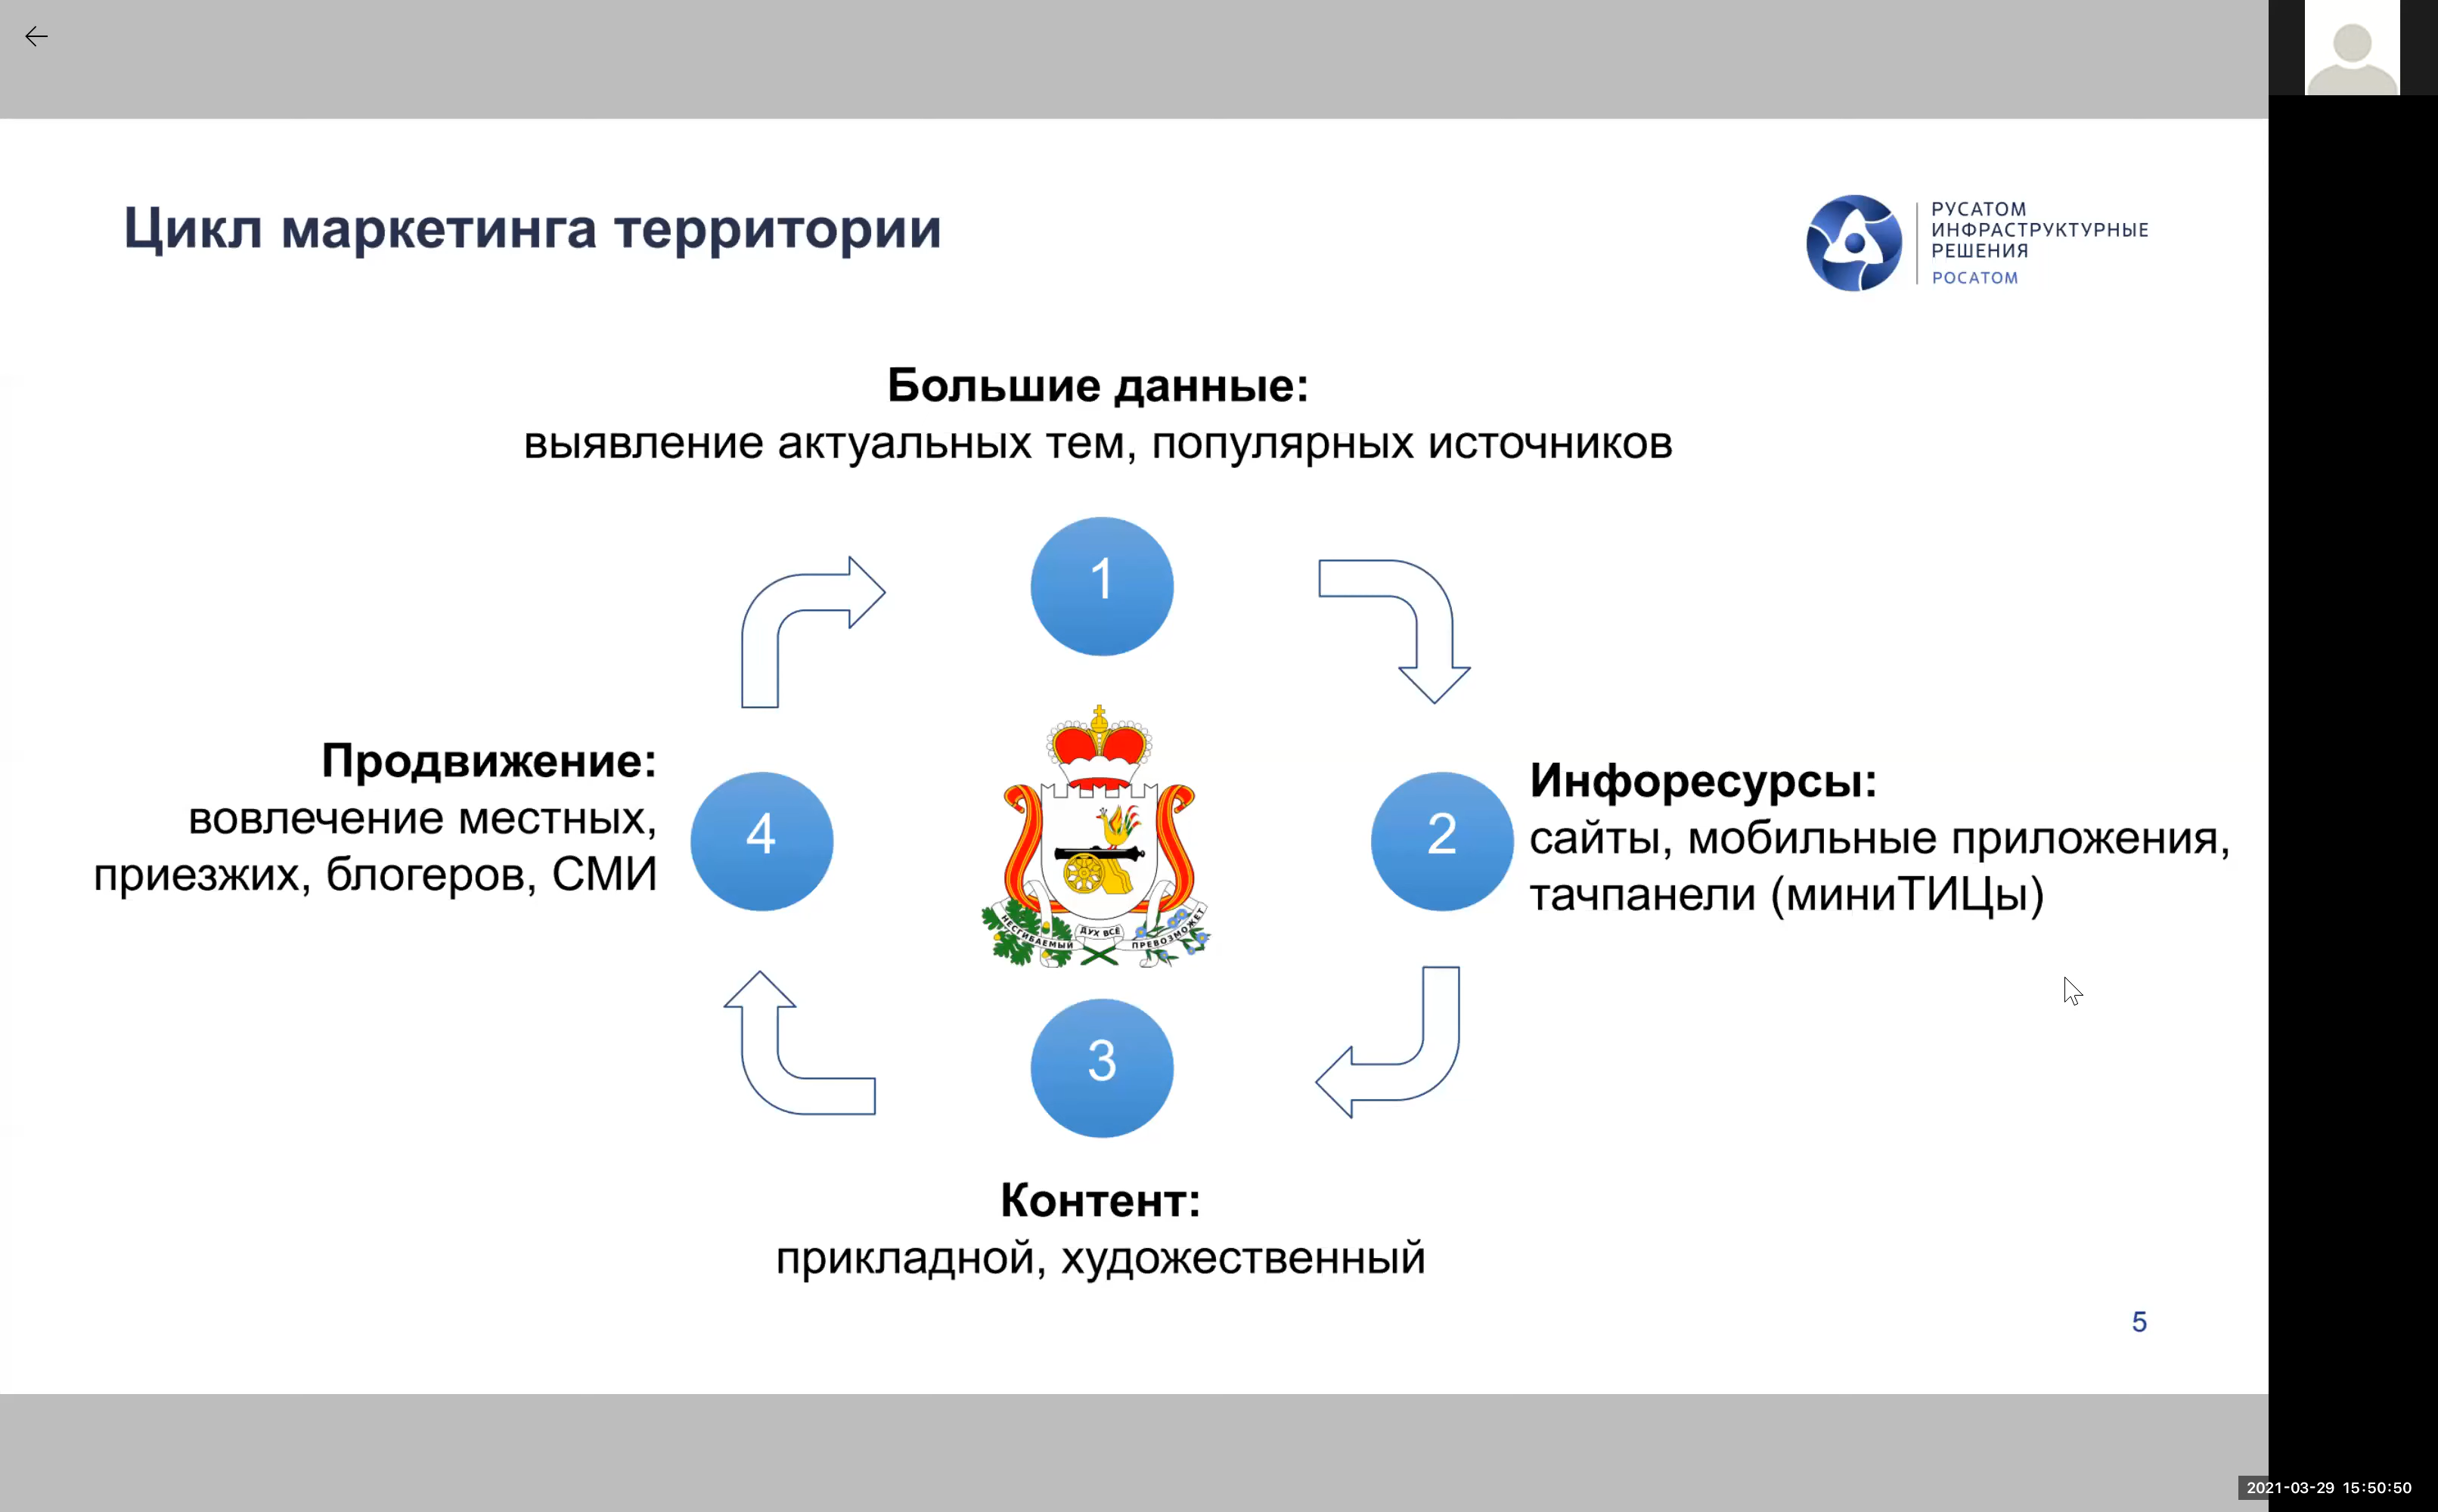 Цикл маркетинга территории
РУСАТОМ
ИНФРАСТРУКТУРНЫЕ
РЕШЕНИЯ
РОСАТОМ
Большие данные:
выявление актуальных тем, популярных источников
1
Продвижение:
вовлечение местных,
приезжих, блогеров, СМИ
4
2
Инфоресурсы:
сайты, мобильные приложения,
тачпанели (миниТИЦы)
НЕСГИБАЕМЫЙ ДУХ ВСЁ ПРЕВОЗМОЖЕТ
3
Контент:
прикладной, художественный
5
2021-03-29 15:50:50